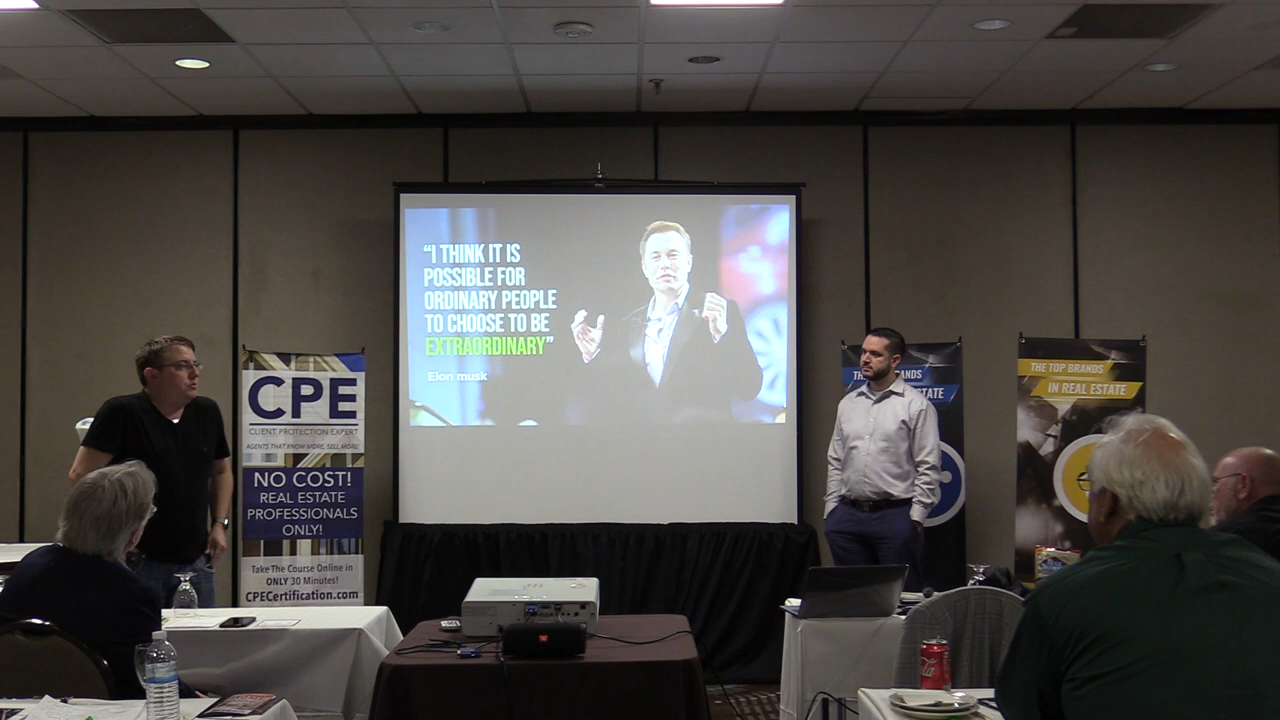 “I THINK IT IS
POSSIBLE FOR
ORDINARY PEOPLE
TO CHOOSE TO BE
EXTRAORDINARY”
Elon musk
CPE
CLIENT PROTECTION EXPERT
AGENTS THAT KNOW MORE, SELL MORE!
NO COST!
REAL ESTATE
PROFESSIONALS
ONLY!
Take The Course Online in
ONLY 30 Minutes!
CPECertification.com
BRANDS
THE TOP BRANDS
IN REAL ESTATE